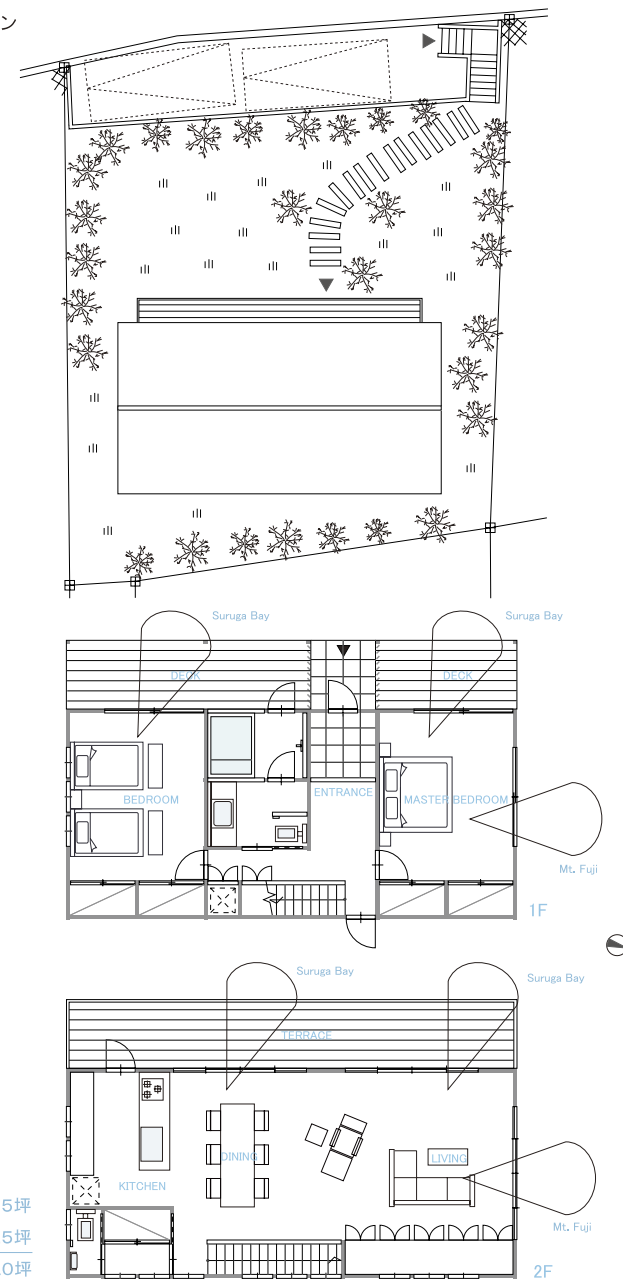 ン
Suruga Bay
Suruga Bay
DECK
DECK
BEDROOM
ENTRANCE
MASTER BEDROOM
Mt. Fuji
1F
Suruga Bay
Suruga Bay
TERRACE
DINING
LIVING
KITCHEN
5坪
Mt. Fuji
5坪
0坪
2F